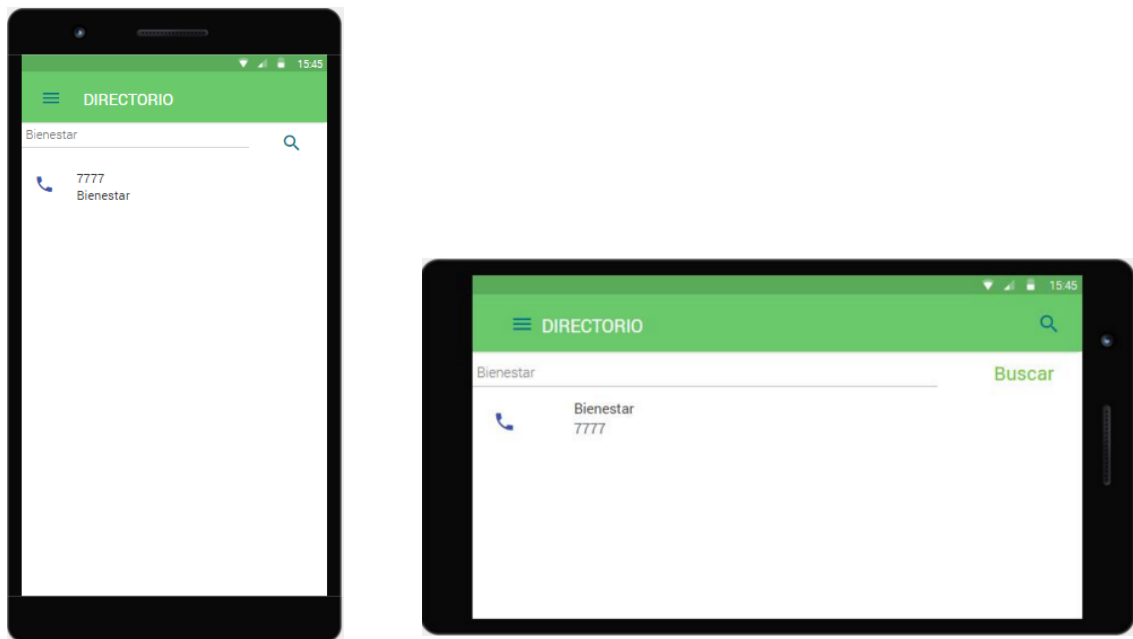 15:45
DIRECTORIO
Bienestar
7777
Bienestar
15:45
DIRECTORIO
Bienestar
Buscar
Bienestar
7777